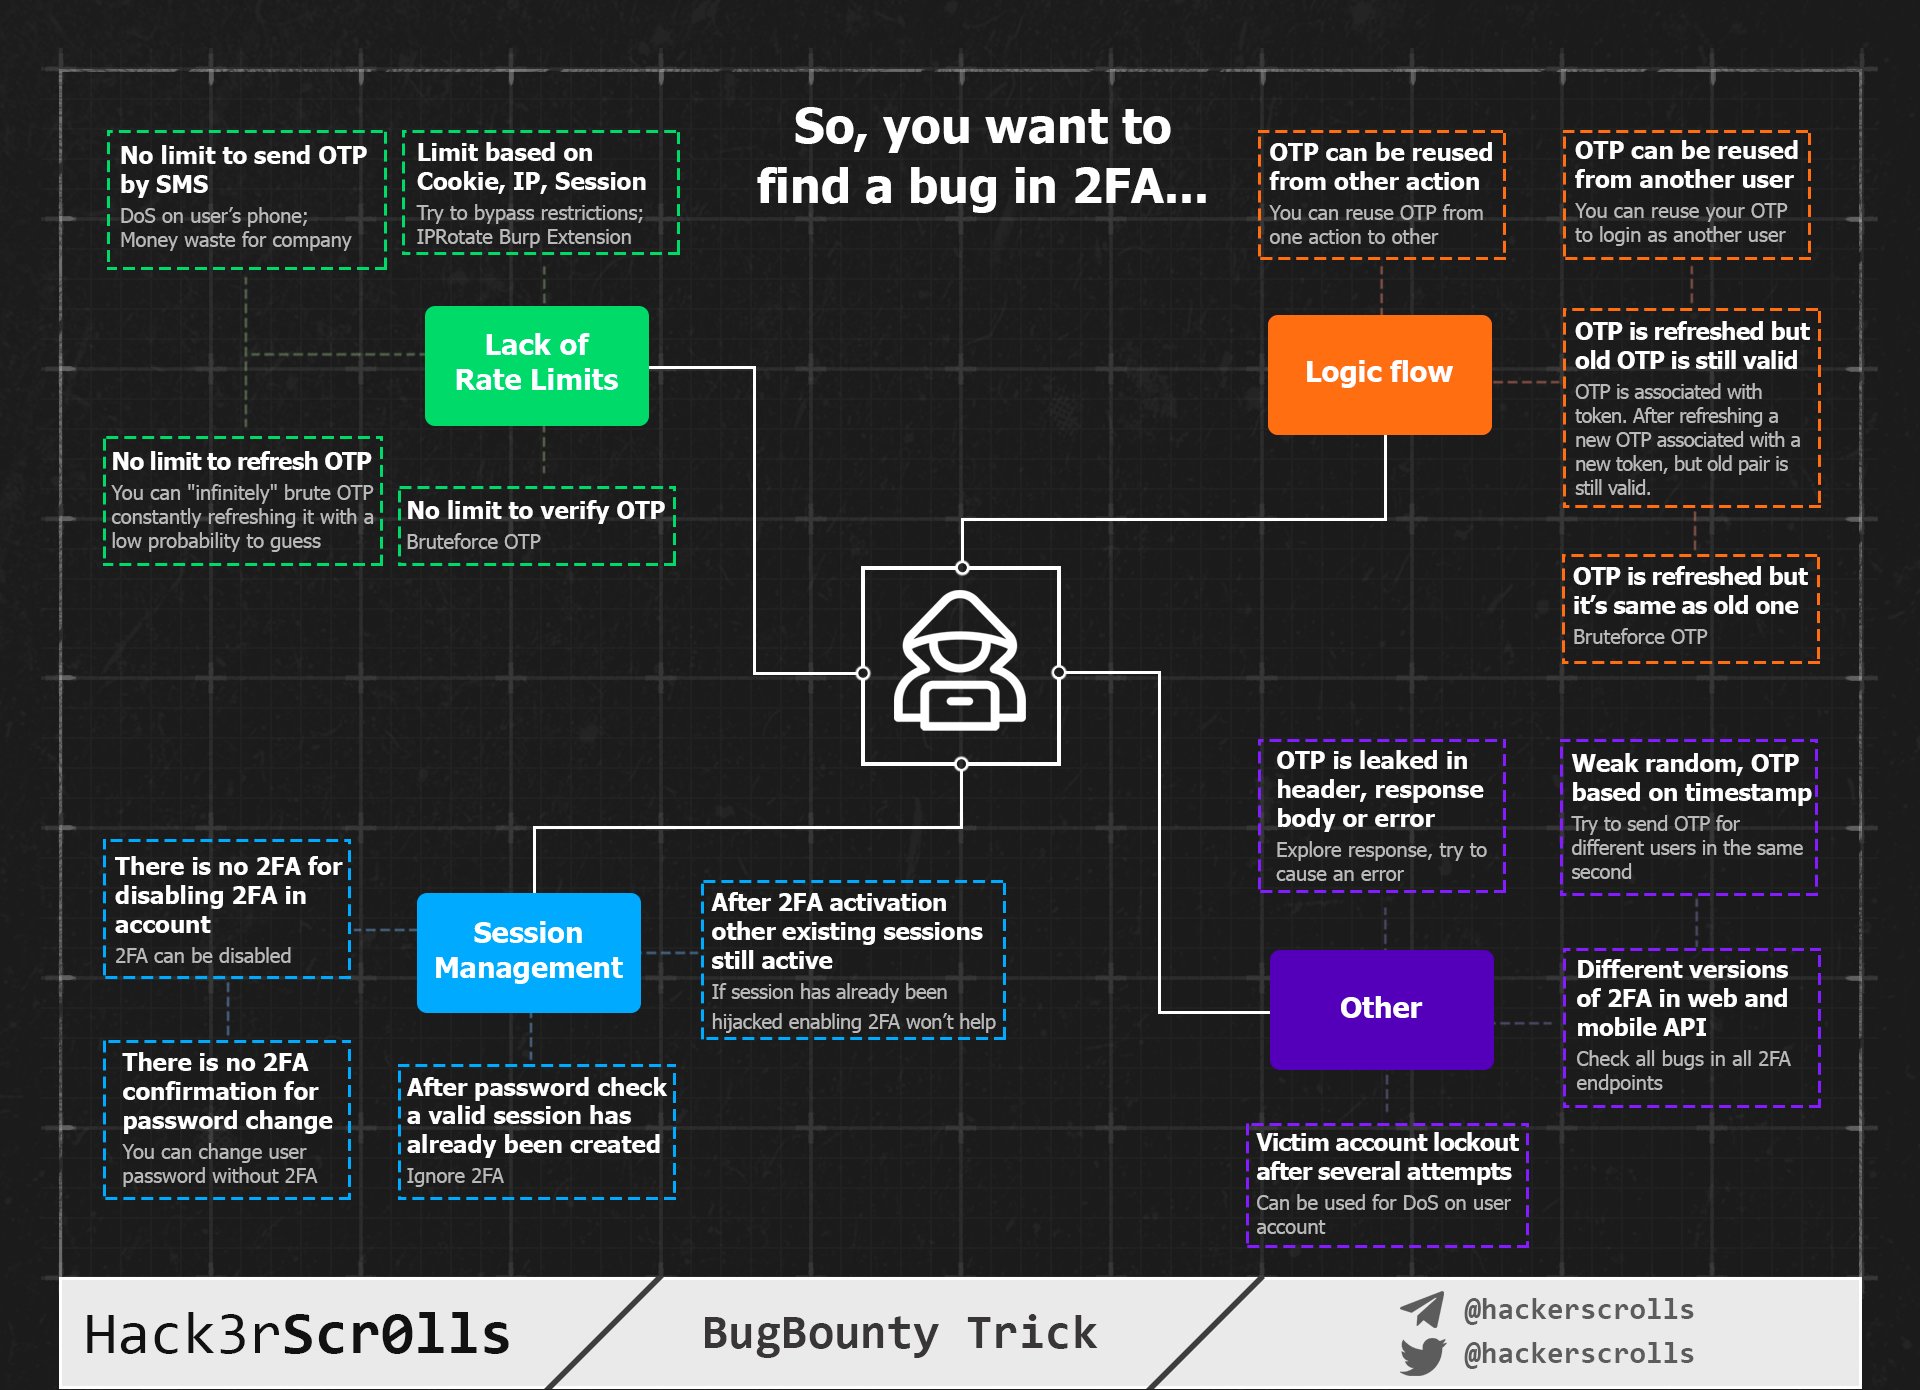 So, you want to
find a bug in 2FA...
No limit to send OTP
by SMS
DoS on user's phone;
Money waste for company
Limit based on
Cookie, IP, Session
Try to bypass restrictions;
IPRotate Burp Extension
Lack of
Rate Limits
No limit to refresh OTP
You can "infinitely" brute OTP
constantly refreshing it with a
low probability to guess
No limit to verify OTP
Bruteforce OTP
OTP can be reused
from other action
You can reuse OTP from
one action to other
OTP can be reused
from another user
You can reuse your OTP
to login as another user
Logic flow
OTP is refreshed but
old OTP is still valid
OTP is associated with
token. After refreshing a
new OTP associated with a
new token, but old pair is
still valid.
OTP is refreshed but
it's same as old one
Bruteforce OTP
There is no 2FA for
disabling 2FA in
account
2FA can be disabled
Session
Management
After 2FA activation
other existing sessions
still active
If session has already been
hijacked enabling 2FA won't help
There is no 2FA
confirmation for
password change
You can change user
password without 2FA
After password check
a valid session has
already been created
Ignore 2FA
OTP is leaked in
header, response
body or error
Explore response, try to
cause an error
Weak random, OTP
based on timestamp
Try to send OTP for
different users in the same
second
Other
Different versions
of 2FA in web and
mobile API
Check all bugs in all 2FA
endpoints
Victim account lockout
after several attempts
Can be used for DoS on user
account
Hack3rScr0lls
BugBounty Trick
@hackerscrolls
@hackerscrolls